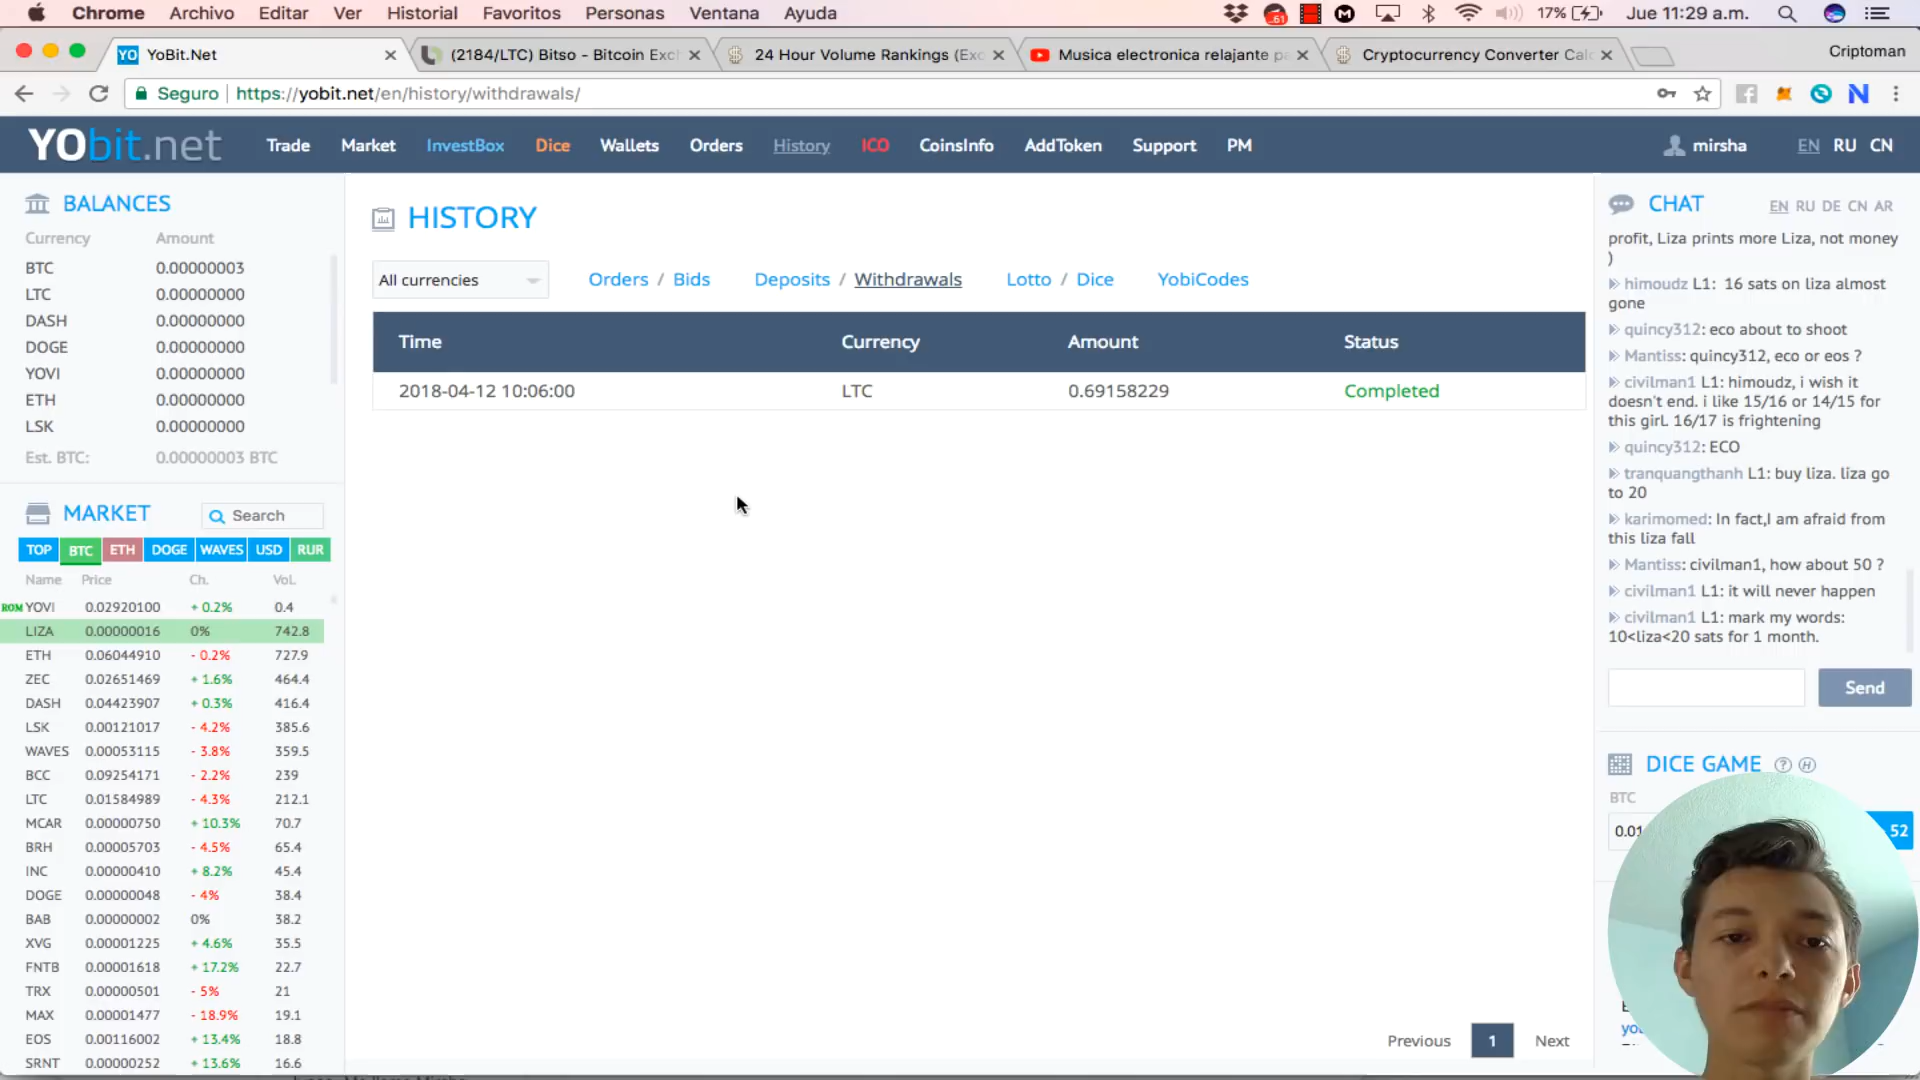 Chrome Archivo Editar Ver Historial Favoritos Personas Ventana Ayuda .61 M 17% Jue 11:29 a.m.
YO YoBit.Net (2184/LTC) Bitso - Bitcoin Exch 24 Hour Volume Rankings (Exc Musica electronica relajante pa Cryptocurrency Converter Calc Criptoman
Seguro https://yobit.net/en/history/withdrawals/
YObit.net Trade Market InvestBox Dice Wallets Orders History ICO CoinsInfo AddToken Support PM mirsha EN RU CN
BALANCES
Currency Amount
BTC 0.00000003
LTC 0.00000000
DASH 0.00000000
DOGE 0.00000000
YOVI 0.00000000
ETH 0.00000000
LSK 0.00000000
Est. BTC: 0.00000003 BTC
MARKET Search
TOP BTC ETH DOGE WAVES USD RUR
Name Price Ch. Vol.
ROM YOVI 0.02920100 + 0.2% 0.4
LIZA 0.00000016 0% 742.8
ETH 0.06044910 - 0.2% 727.9
ZEC 0.02651469 + 1.6% 464.4
DASH 0.04423907 + 0.3% 416.4
LSK 0.00121017 - 4.2% 385.6
WAVES 0.00053115 - 3.8% 359.5
BCC 0.09254171 - 2.2% 239
LTC 0.01584989 - 4.3% 212.1
MCAR 0.00000750 + 10.3% 70.7
BRH 0.00005703 - 4.5% 65.4
INC 0.00000410 + 8.2% 45.4
DOGE 0.00000048 - 4% 38.4
BAB 0.00000002 0% 38.2
XVG 0.00001225 + 4.6% 35.5
FNTB 0.00001618 + 17.2% 22.7
TRX 0.00000501 - 5% 21
MAX 0.00001477 - 18.9% 19.1
EOS 0.00116002 + 13.4% 18.8
SRNT 0.00000252 + 13.6% 16.6
HISTORY
All currencies Orders / Bids Deposits / Withdrawals Lotto / Dice YobiCodes
Time Currency Amount Status
2018-04-12 10:06:00 LTC 0.69158229 Completed
Previous 1 Next
CHAT EN RU DE CN AR
profit, Liza prints more Liza, not money
)
himoudz L1: 16 sats on liza almost
gone
quincy312: eco about to shoot
Mantiss: quincy312, eco or eos ?
civilman1 L1: himoudz, i wish it
doesn't end. i like 15/16 or 14/15 for
this girl. 16/17 is frightening
quincy312: ECO
tranquangthanh L1: buy liza. liza go
to 20
karimomed: In fact,I am afraid from
this liza fall
Mantiss: civilman1, how about 50 ?
civilman1 L1: it will never happen
civilman1 L1: mark my words:
10<liza<20 sats for 1 month.
Send
DICE GAME ? H
BTC
0.01 52